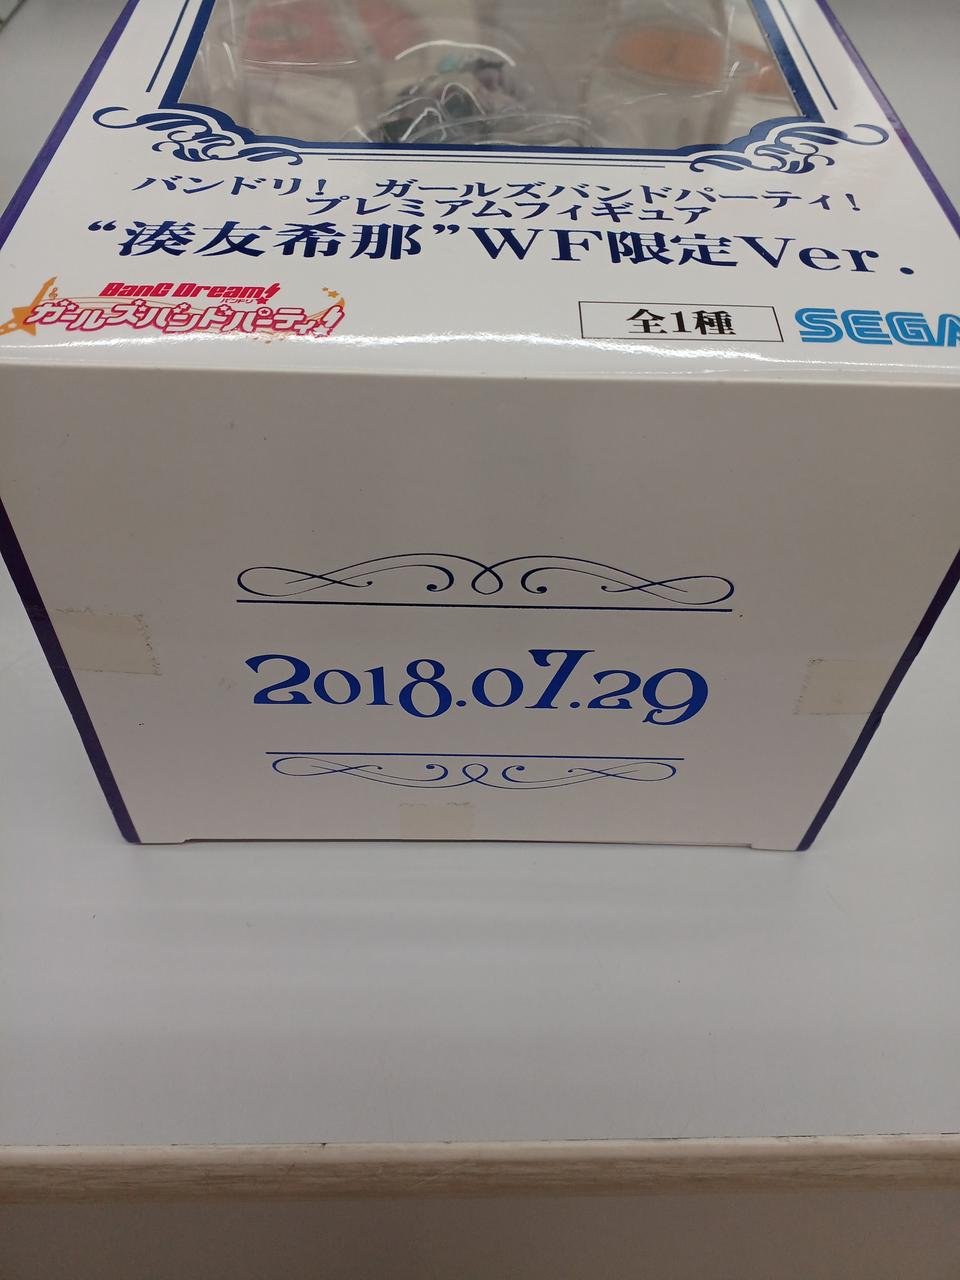 バンドリ! ガールズバンドパーティ!
プレミアムフィギュア
“湊友希那”WF限定Ver.
BanG Dream!
バンドリ
ガールズバンドパーティ!
全1種
SEGA
2018.07.29